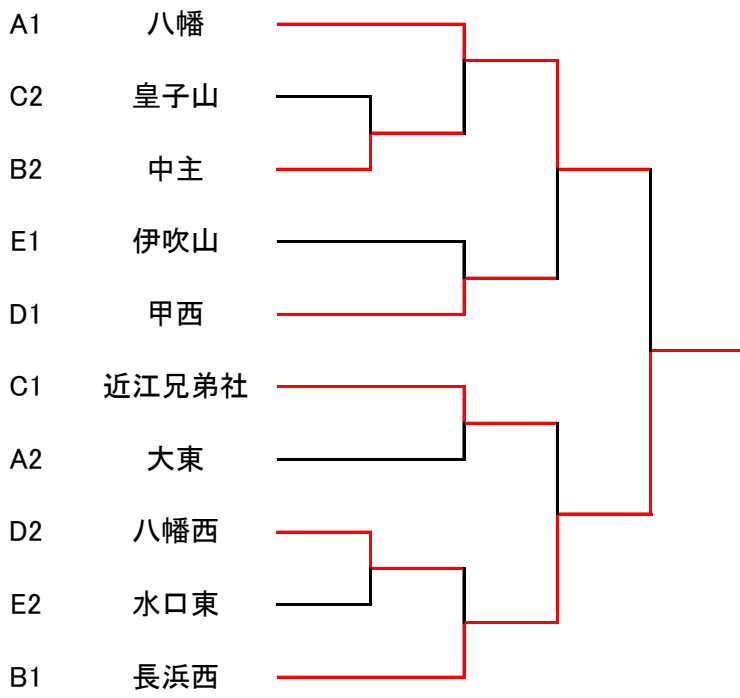 A1 八幡
C2 皇子山
B2 中主
E1 伊吹山
D1 甲西
C1 近江兄弟社
A2 大東
D2 八幡西
E2 水口東
B1 長浜西